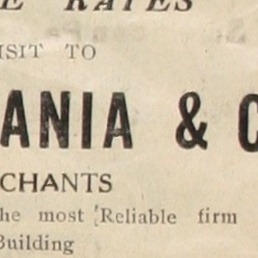 E RATES
ISIT TO
ANIA & C
CHANTS
he most Reliable firm
Building